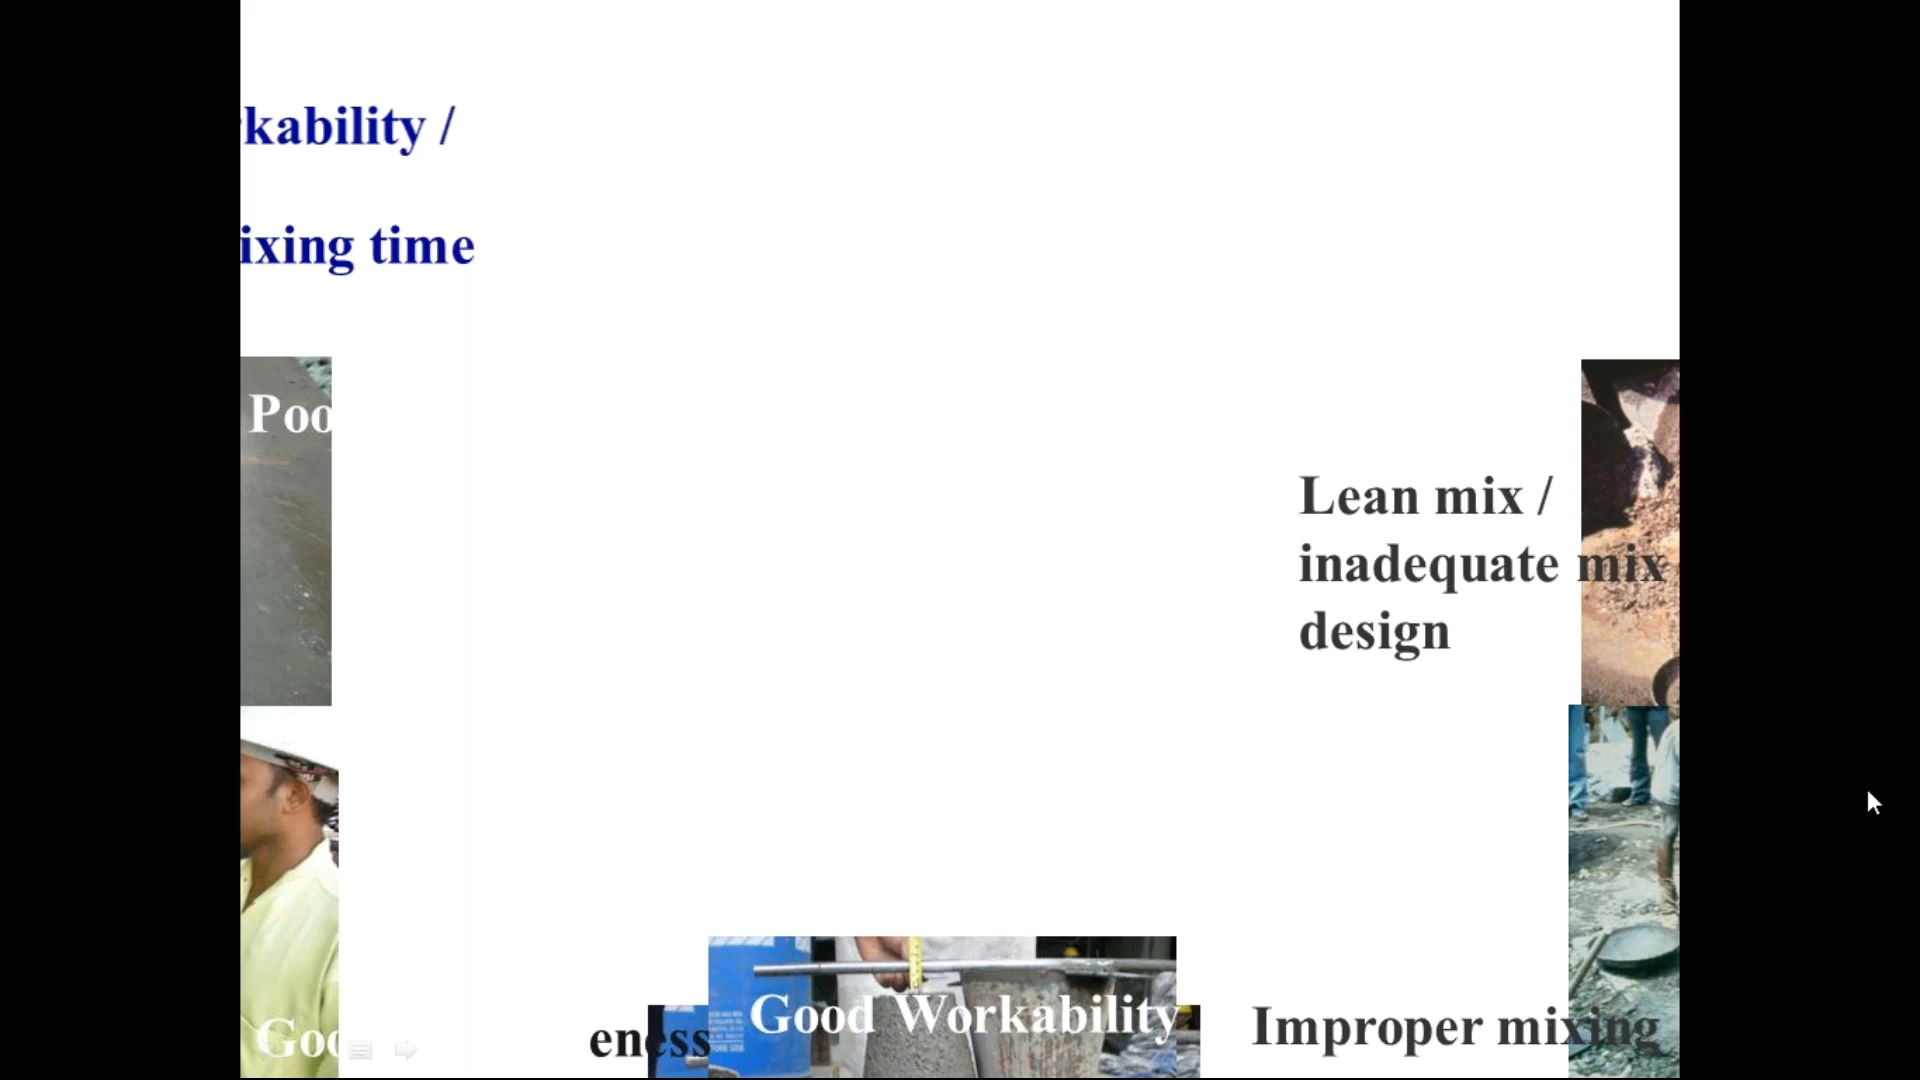 kability /
ixing time
Poo
Lean mix /
inadequate mix
design
Good Workability
Goo
eness
Improper mixing